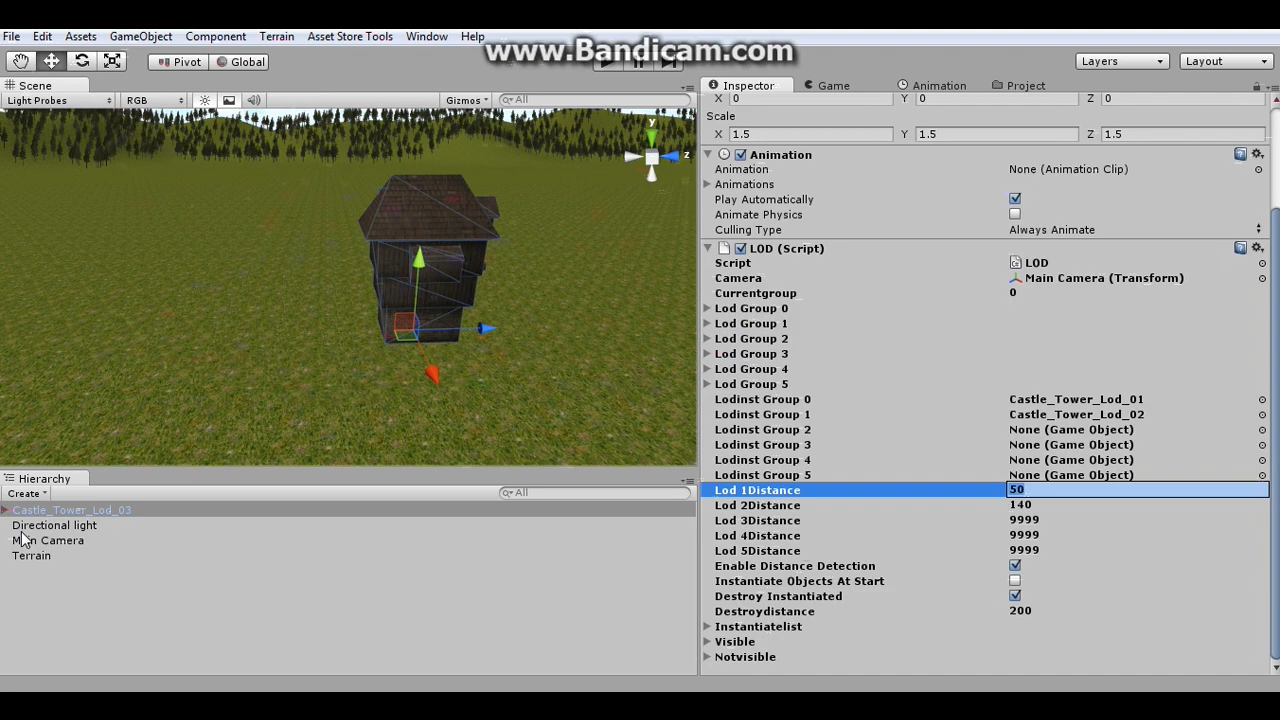 File Edit Assets GameObject Component Terrain Asset Store Tools Window Help
www.Bandicam.com
Pivot Global Layers Layout
Scene
Light Probes RGB Gizmos All
y
z
Inspector Game Animation Project
X 0 Y 0 Z 0
Scale
X 1.5 Y 1.5 Z 1.5
Animation
Animation None (Animation Clip)
Animations
Play Automatically
Animate Physics
Culling Type Always Animate
LOD (Script)
Script LOD
Camera Main Camera (Transform)
Currentgroup 0
Lod Group 0
Lod Group 1
Lod Group 2
Lod Group 3
Lod Group 4
Lod Group 5
Lodinst Group 0 Castle_Tower_Lod_01
Lodinst Group 1 Castle_Tower_Lod_02
Lodinst Group 2 None (Game Object)
Lodinst Group 3 None (Game Object)
Lodinst Group 4 None (Game Object)
Lodinst Group 5 None (Game Object)
Lod 1Distance 50
Lod 2Distance 140
Lod 3Distance 9999
Lod 4Distance 9999
Lod 5Distance 9999
Enable Distance Detection
Instantiate Objects At Start
Destroy Instantiated
Destroydistance 200
Instantiatelist
Visible
Notvisible
Hierarchy
Create All
Castle_Tower_Lod_03
Directional light
Main Camera
Terrain